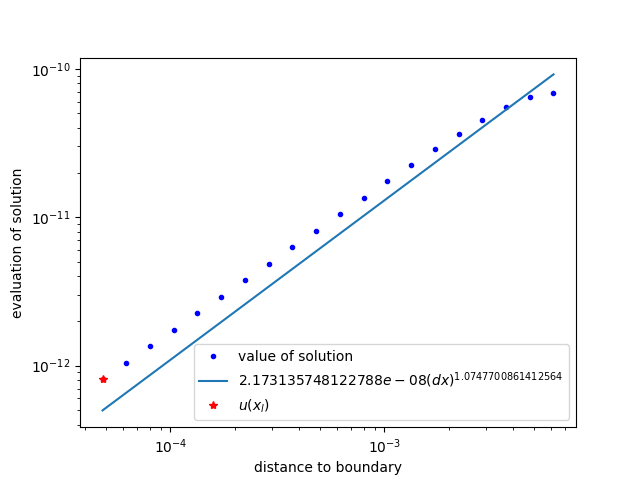 10⁻¹⁰
10⁻¹¹
10⁻¹²
evaluation of solution
value of solution
2.173135748122788e − 08(dx)^1.0747700861412564
u(x_l)
10⁻⁴ 10⁻³
distance to boundary